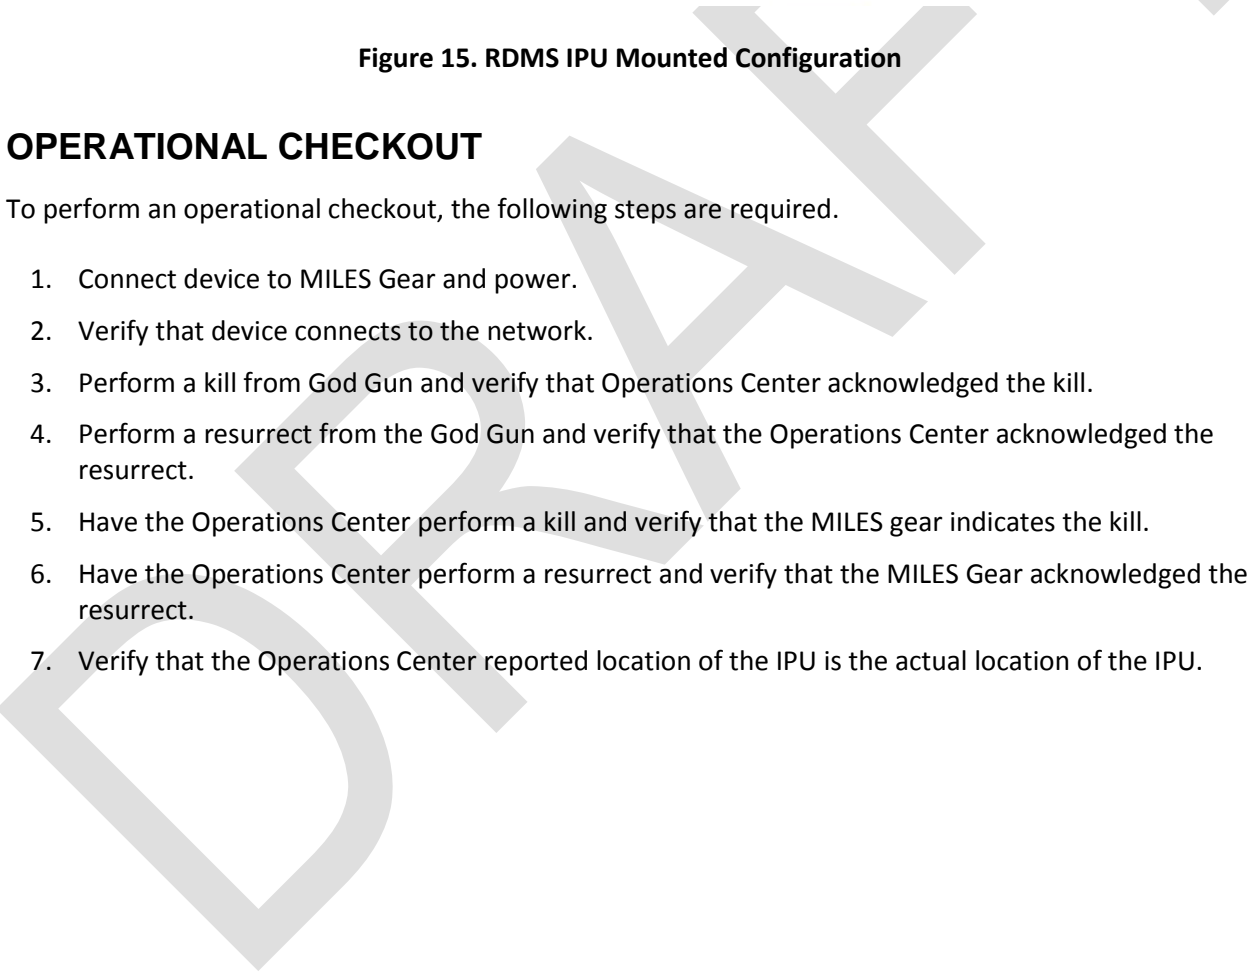 Figure 15. RDMS IPU Mounted Configuration
OPERATIONAL CHECKOUT
To perform an operational checkout, the following steps are required.
1. Connect device to MILES Gear and power.
2. Verify that device connects to the network.
3. Perform a kill from God Gun and verify that Operations Center acknowledged the kill.
4. Perform a resurrect from the God Gun and verify that the Operations Center acknowledged the
resurrect.
5. Have the Operations Center perform a kill and verify that the MILES gear indicates the kill.
6. Have the Operations Center perform a resurrect and verify that the MILES Gear acknowledged the
resurrect.
7. Verify that the Operations Center reported location of the IPU is the actual location of the IPU.
DRAF